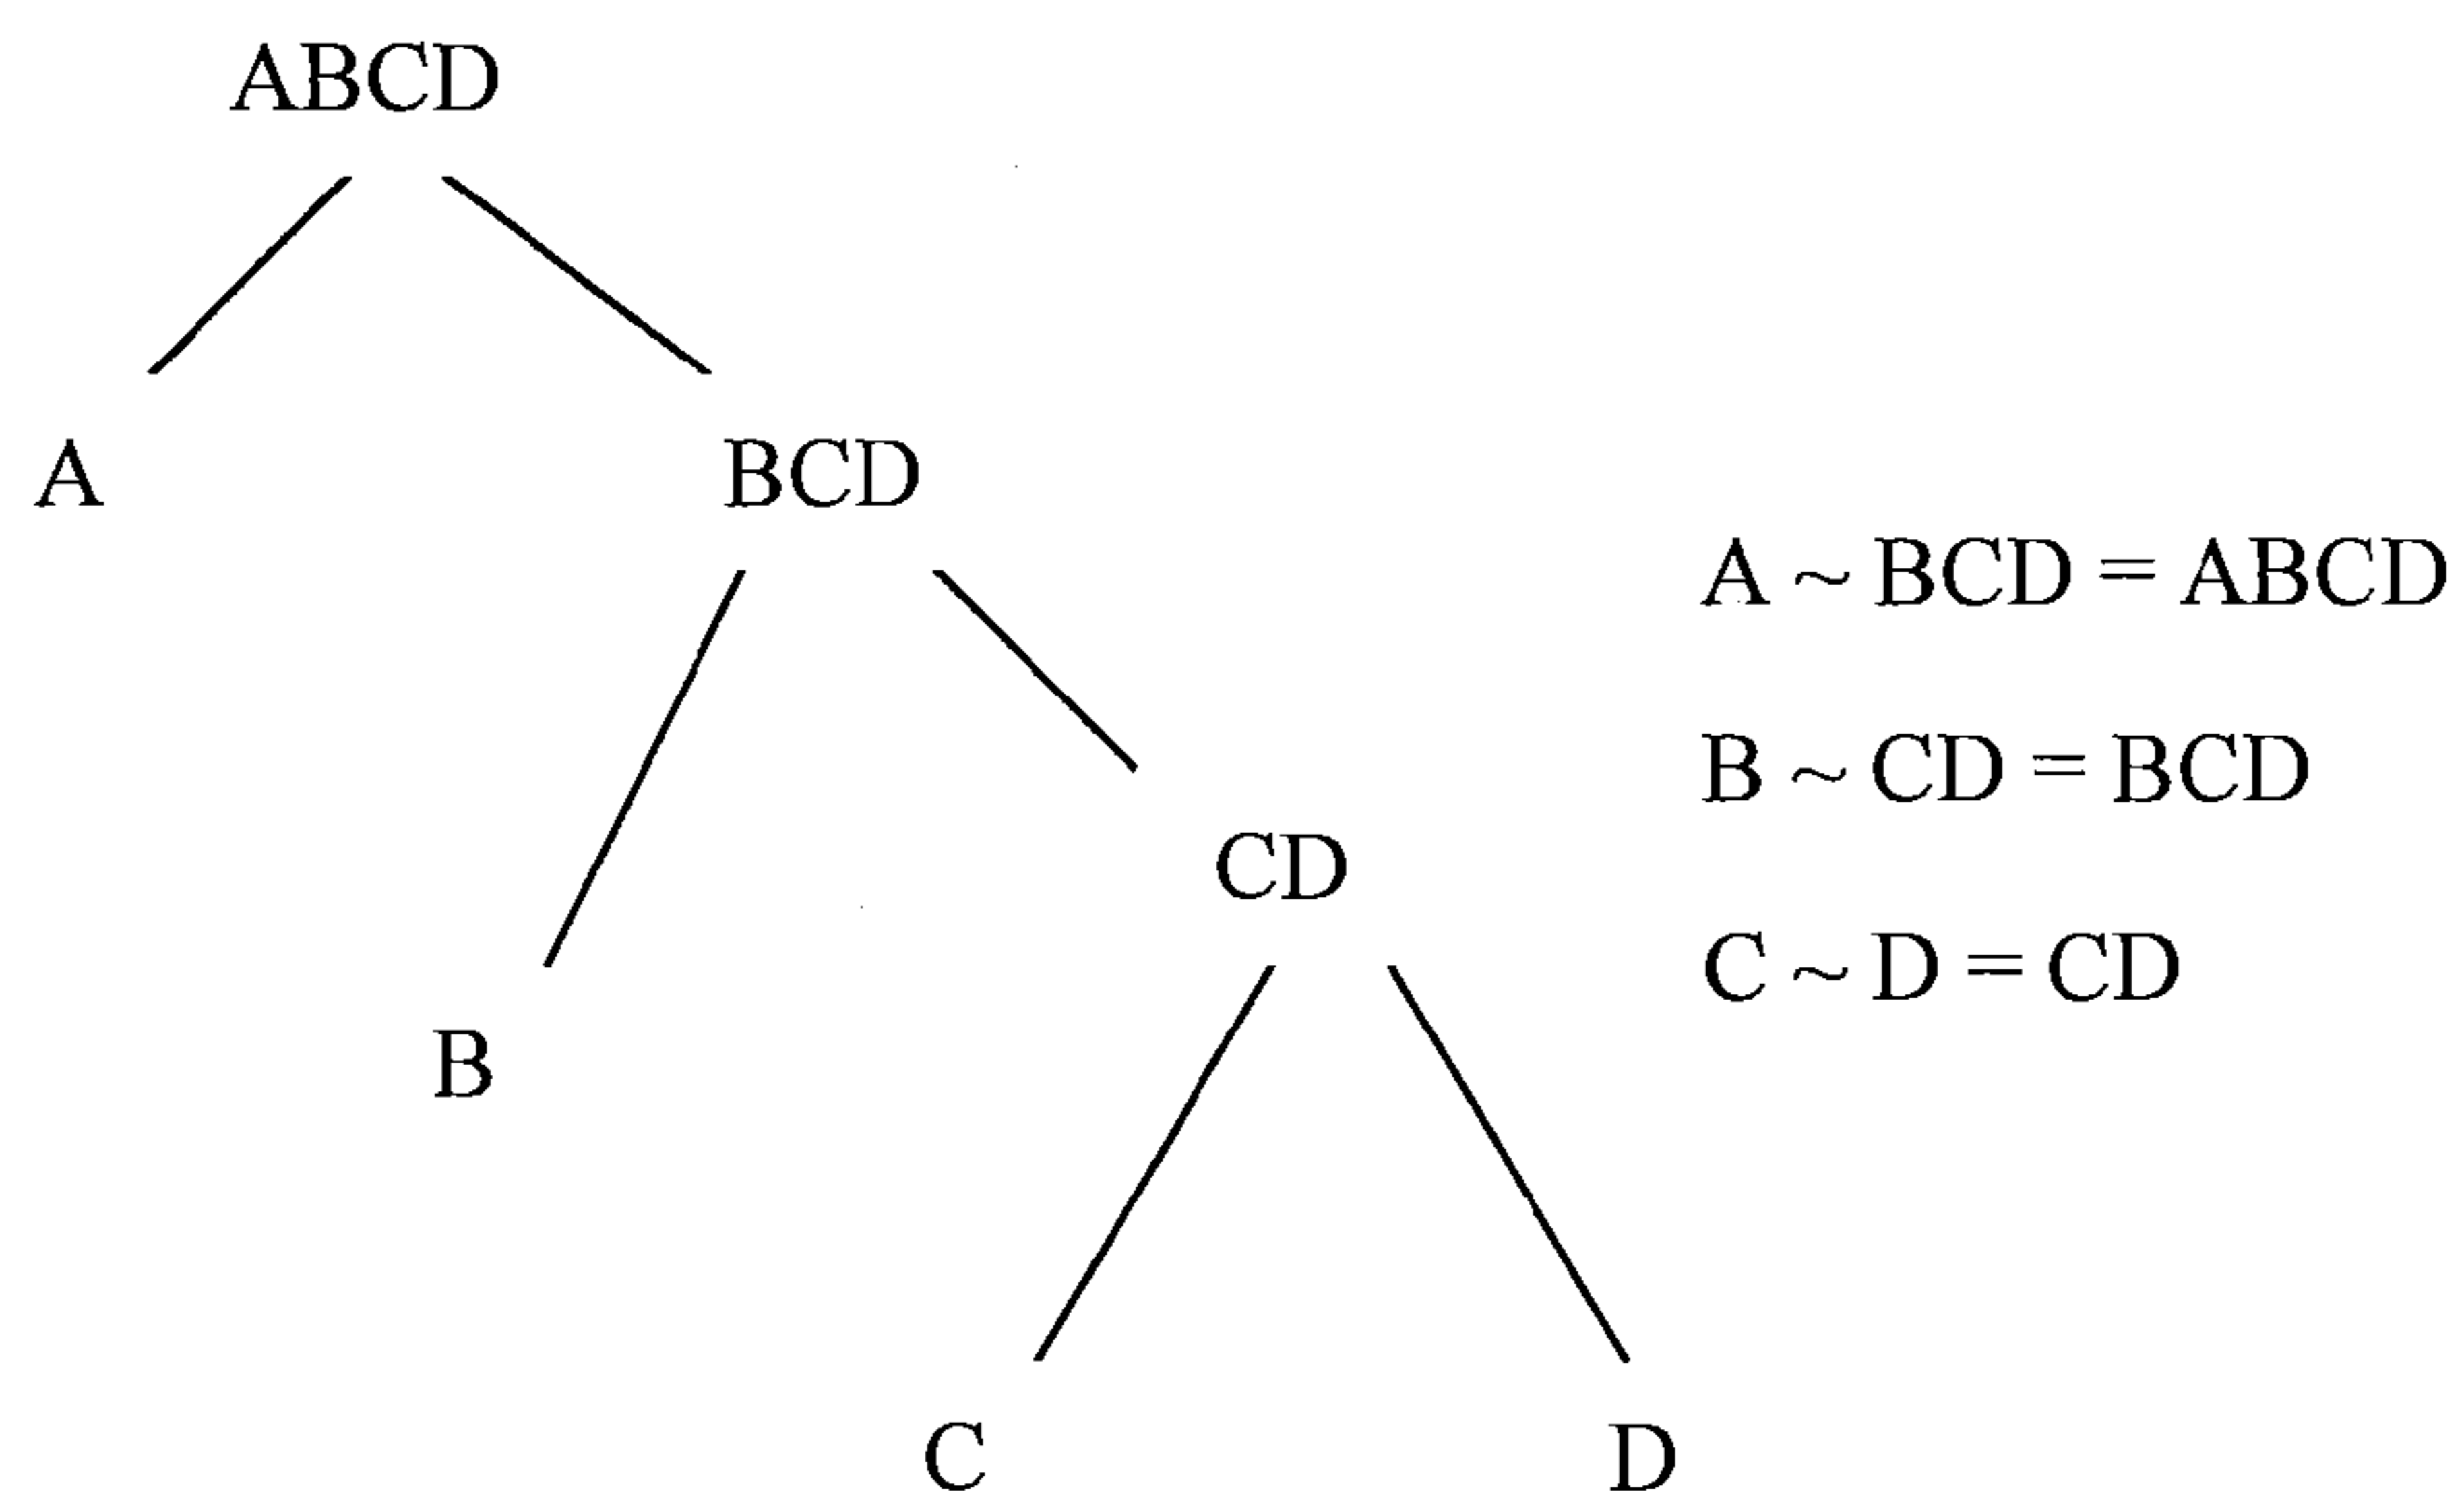 ABCD
A BCD
A ~ BCD = ABCD
B ~ CD = BCD
CD
C ~ D = CD
B
C D